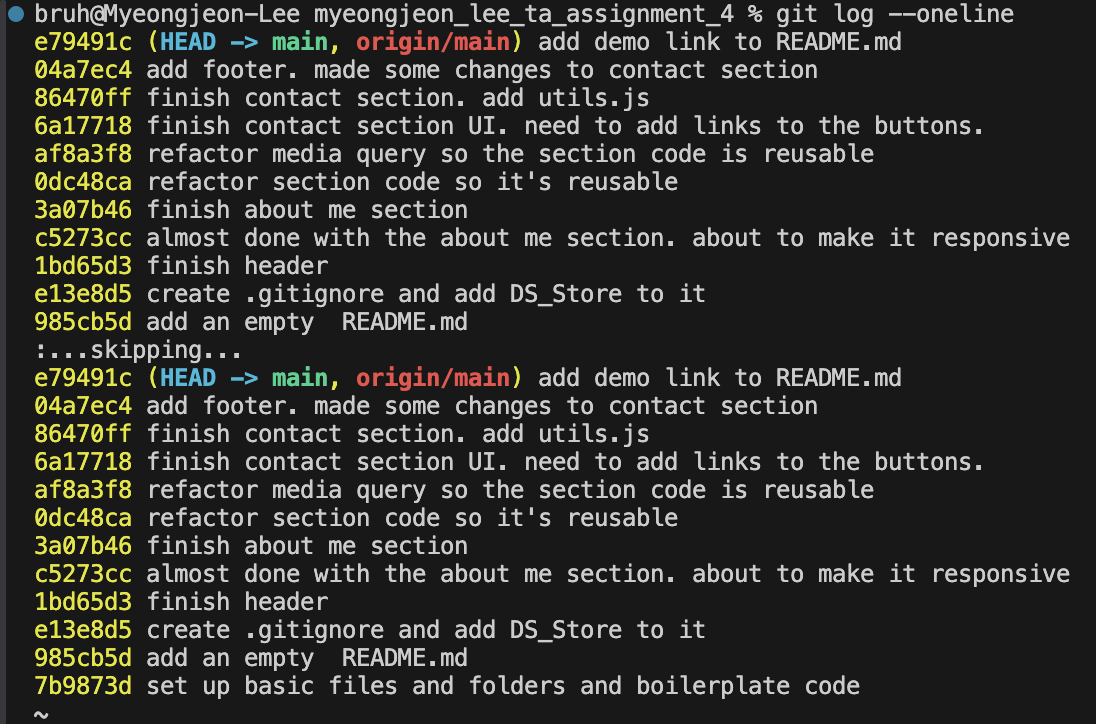 bruh@Myeongjeon-Lee myeongjeon_lee_ta_assignment_4 % git log --oneline
e79491c (HEAD -> main, origin/main) add demo link to README.md
04a7ec4 add footer. made some changes to contact section
86470ff finish contact section. add utils.js
6a17718 finish contact section UI. need to add links to the buttons.
af8a3f8 refactor media query so the section code is reusable
0dc48ca refactor section code so it's reusable
3a07b46 finish about me section
c5273cc almost done with the about me section. about to make it responsive
1bd65d3 finish header
e13e8d5 create .gitignore and add DS_Store to it
985cb5d add an empty  README.md
:...skipping...
e79491c (HEAD -> main, origin/main) add demo link to README.md
04a7ec4 add footer. made some changes to contact section
86470ff finish contact section. add utils.js
6a17718 finish contact section UI. need to add links to the buttons.
af8a3f8 refactor media query so the section code is reusable
0dc48ca refactor section code so it's reusable
3a07b46 finish about me section
c5273cc almost done with the about me section. about to make it responsive
1bd65d3 finish header
e13e8d5 create .gitignore and add DS_Store to it
985cb5d add an empty  README.md
7b9873d set up basic files and folders and boilerplate code
~